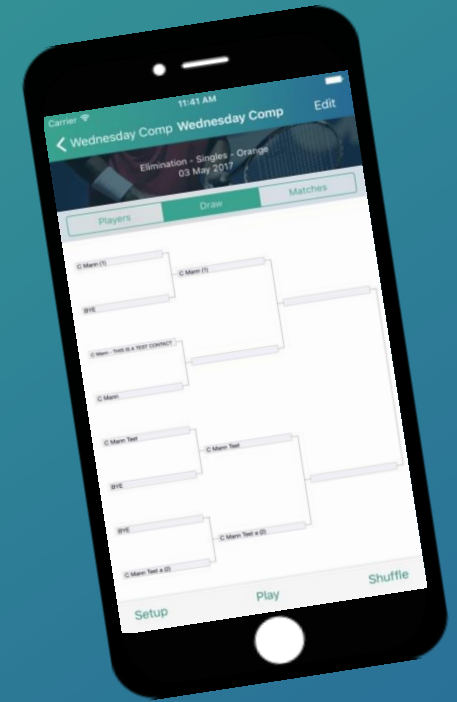 Carrier
11:41 AM
Wednesday Comp
Wednesday Comp
Edit
Elimination - Singles - Orange
03 May 2017
Players
Draw
Matches
C Mann (1)
C Mann (1)
BYE
C Mann - THIS IS A TEST CONTACT
C Mann
C Mann Test
C Mann Test
BYE
BYE
C Mann Test a (2)
C Mann Test a (2)
Setup
Play
Shuffle